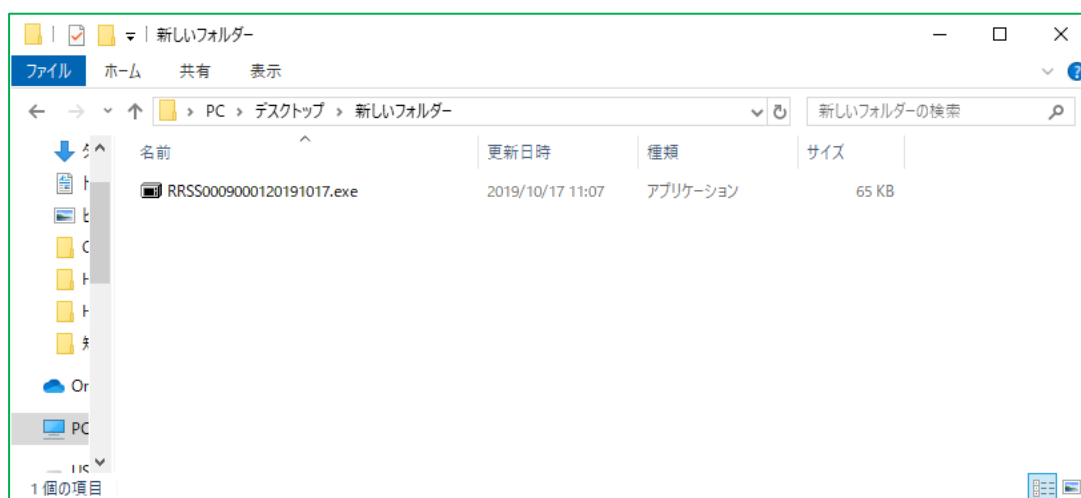 新しいフォルダー
ファイル ホーム 共有 表示
PC › デスクトップ › 新しいフォルダー 新しいフォルダーの検索
名前 更新日時 種類 サイズ
RRSS0009000120191017.exe 2019/10/17 11:07 アプリケーション 65 KB
PC
1 個の項目